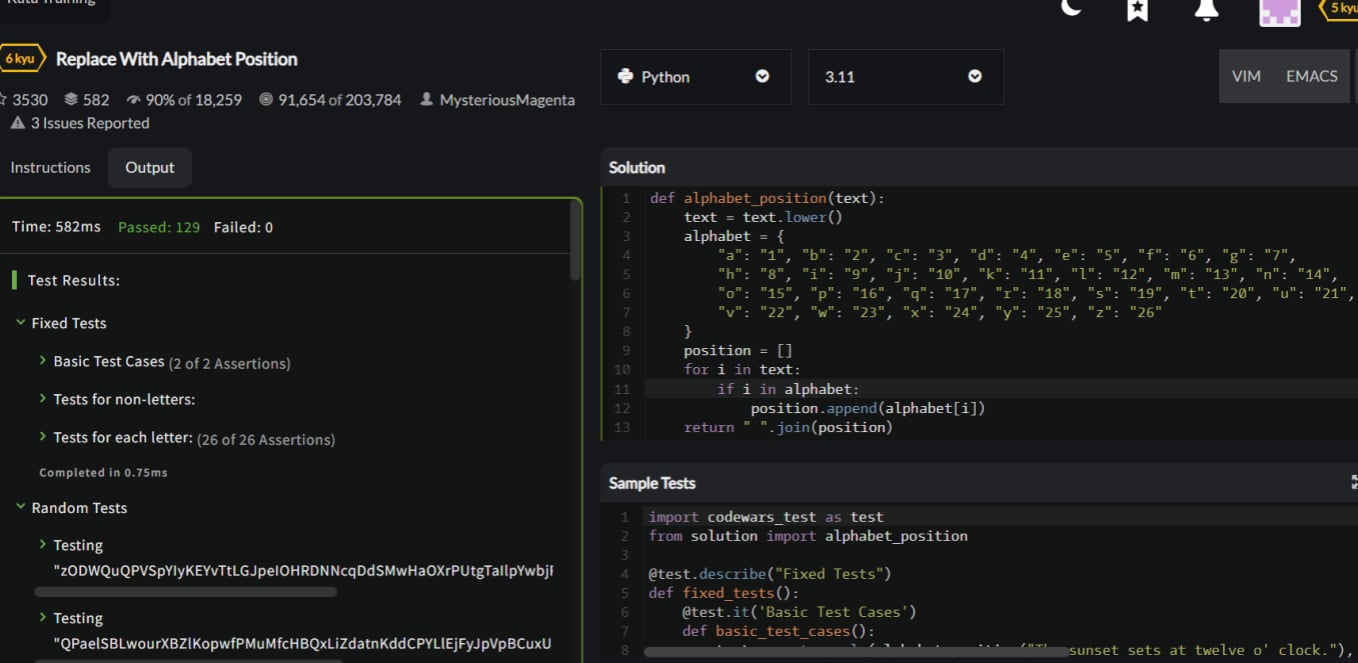 Kata Training
5 kyu
6 kyu Replace With Alphabet Position
3530 582 90% of 18,259 91,654 of 203,784 MysteriousMagenta
3 Issues Reported
Instructions Output
Time: 582ms Passed: 129 Failed: 0
Test Results:
Fixed Tests
Basic Test Cases (2 of 2 Assertions)
Tests for non-letters:
Tests for each letter: (26 of 26 Assertions)
Completed in 0.75ms
Random Tests
Testing
Testing
Python 3.11 VIM EMACS
Solution
1 def alphabet_position(text):
2 text = text.lower()
3 alphabet = {
4 "a": "1", "b": "2", "c": "3", "d": "4", "e": "5", "f": "6", "g": "7",
5 "h": "8", "i": "9", "j": "10", "k": "11", "l": "12", "m": "13", "n": "14",
6 "o": "15", "p": "16", "q": "17", "r": "18", "s": "19", "t": "20", "u": "21",
7 "v": "22", "w": "23", "x": "24", "y": "25", "z": "26"
8 }
9 position = []
10 for i in text:
11 if i in alphabet:
12 position.append(alphabet[i])
13 return " ".join(position)
Sample Tests
1 import codewars_test as test
2 from solution import alphabet_position
3
4 @test.describe("Fixed Tests")
5 def fixed_tests():
6 @test.it('Basic Test Cases')
7 def basic_test_cases():
8 sunset sets at twelve o' clock."),